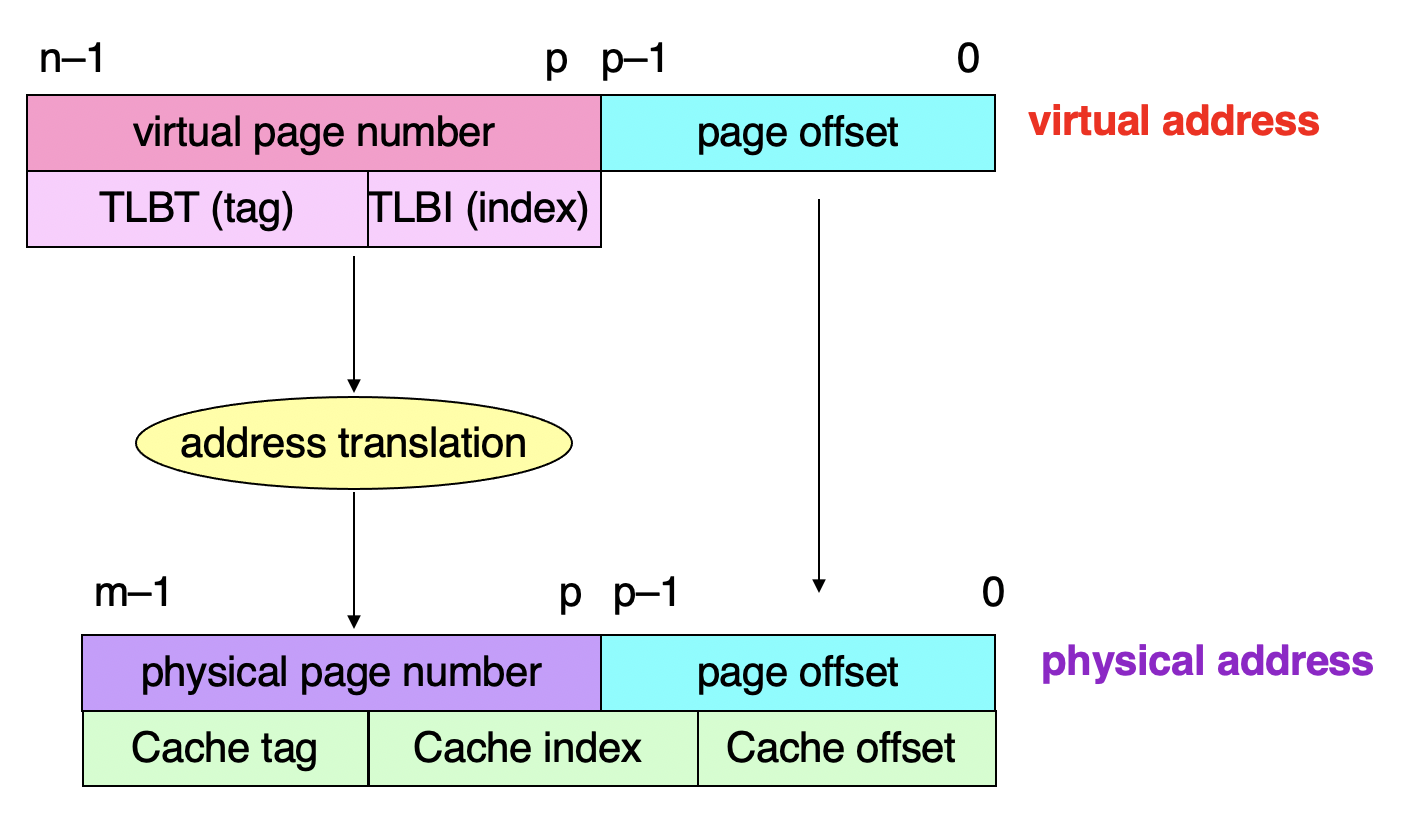 n–1 p p–1 0
virtual page number page offset virtual address
TLBT (tag) TLBI (index)
address translation
m–1 p p–1 0
physical page number page offset physical address
Cache tag Cache index Cache offset